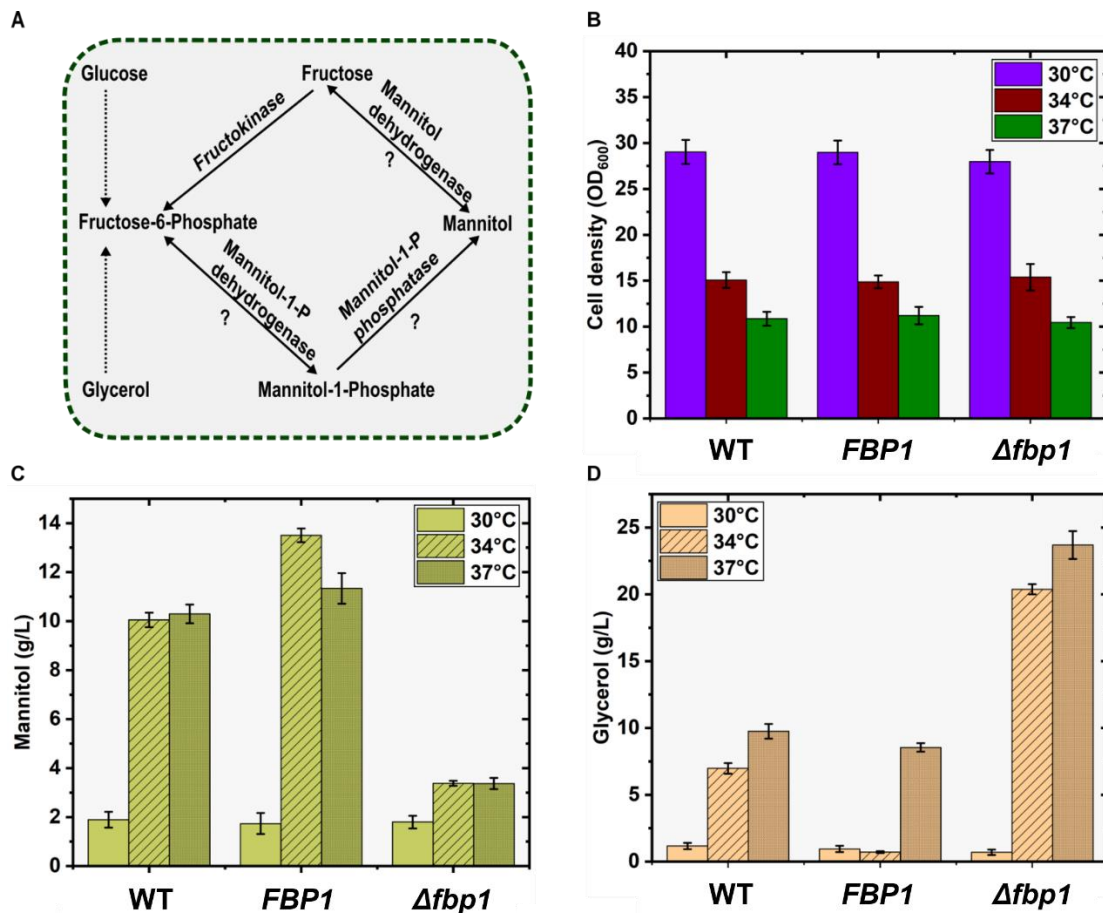 A
Glucose
Fructose
Fructokinase
Mannitol
dehydrogenase
?
Fructose-6-Phosphate
Mannitol
Mannitol-1-P
dehydrogenase
?
Mannitol-1-P
phosphatase
?
Glycerol
Mannitol-1-Phosphate
B
Cell density (OD600)
40
35
30
25
20
15
10
5
0
30°C
34°C
37°C
WT
FBP1
Δfbp1
C
Mannitol (g/L)
14
12
10
8
6
4
2
0
30°C
34°C
37°C
WT
FBP1
Δfbp1
D
Glycerol (g/L)
25
20
15
10
5
0
30°C
34°C
37°C
WT
FBP1
Δfbp1